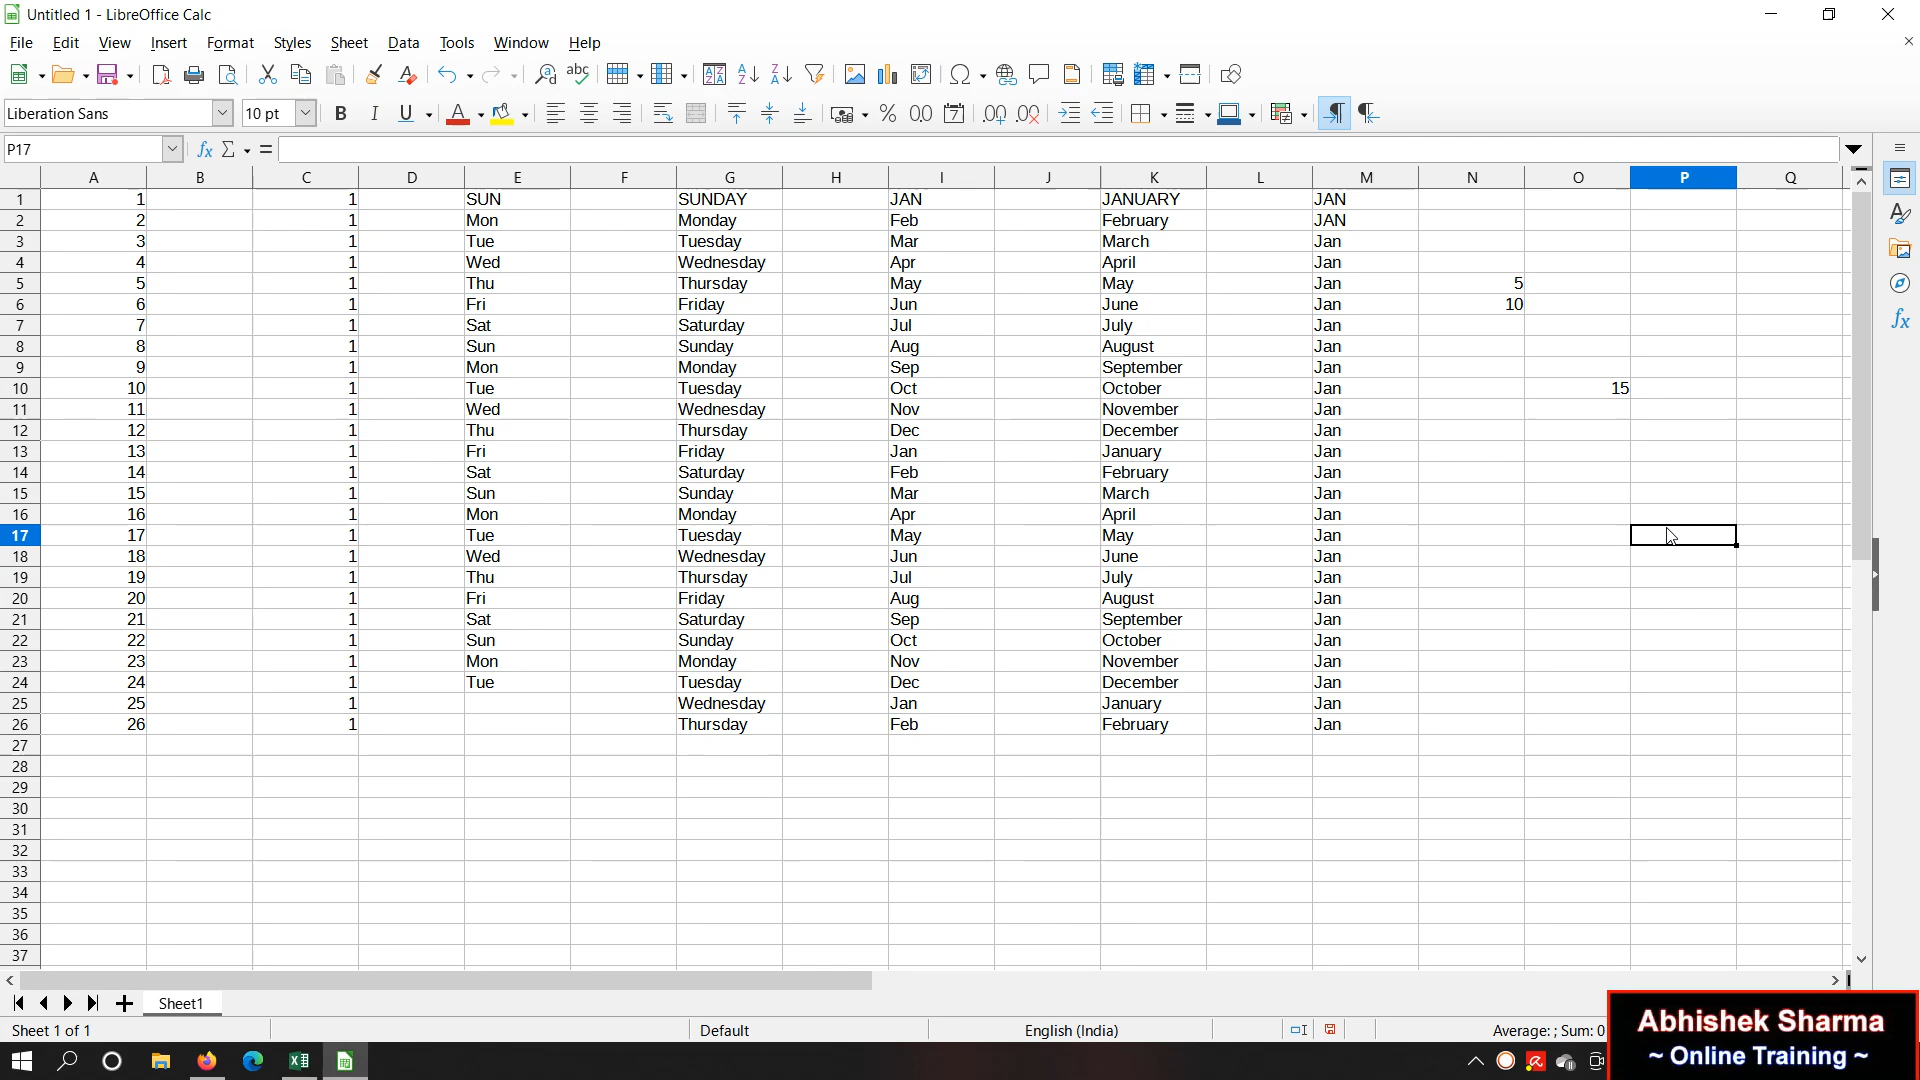 Untitled 1 - LibreOffice Calc
File Edit View Insert Format Styles Sheet Data Tools Window Help
Liberation Sans 10 pt
P17
A B C D E F G H I J K L M N O P Q
1 1 1 SUN SUNDAY JAN JANUARY JAN
2 2 1 Mon Monday Feb February JAN
3 3 1 Tue Tuesday Mar March Jan
4 4 1 Wed Wednesday Apr April Jan
5 5 1 Thu Thursday May May Jan 5
6 6 1 Fri Friday Jun June Jan 10
7 7 1 Sat Saturday Jul July Jan
8 8 1 Sun Sunday Aug August Jan
9 9 1 Mon Monday Sep September Jan
10 10 1 Tue Tuesday Oct October Jan 15
11 11 1 Wed Wednesday Nov November Jan
12 12 1 Thu Thursday Dec December Jan
13 13 1 Fri Friday Jan January Jan
14 14 1 Sat Saturday Feb February Jan
15 15 1 Sun Sunday Mar March Jan
16 16 1 Mon Monday Apr April Jan
17 17 1 Tue Tuesday May May Jan
18 18 1 Wed Wednesday Jun June Jan
19 19 1 Thu Thursday Jul July Jan
20 20 1 Fri Friday Aug August Jan
21 21 1 Sat Saturday Sep September Jan
22 22 1 Sun Sunday Oct October Jan
23 23 1 Mon Monday Nov November Jan
24 24 1 Tue Tuesday Dec December Jan
25 25 1 Wednesday Jan January Jan
26 26 1 Thursday Feb February Jan
27
28
29
30
31
32
33
34
35
36
37
Sheet1
Sheet 1 of 1 Default English (India) Average: ; Sum: 0
Abhishek Sharma
~ Online Training ~